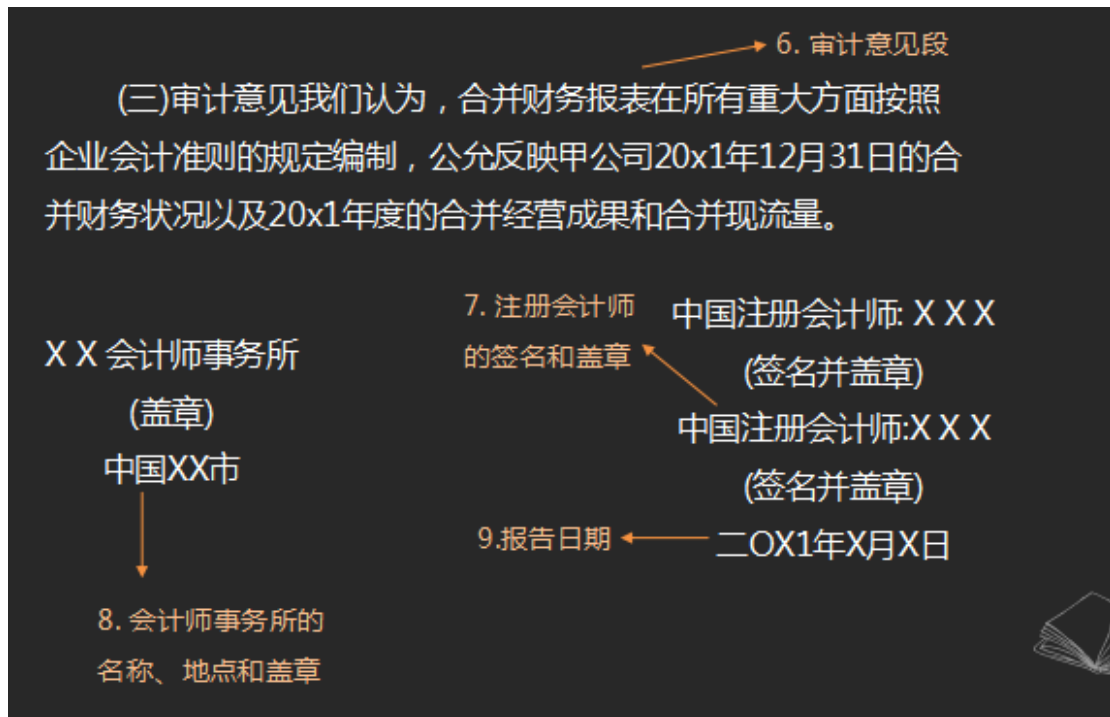 6. 审计意见段
(三)审计意见我们认为，合并财务报表在所有重大方面按照
企业会计准则的规定编制，公允反映甲公司20x1年12月31日的合
并财务状况以及20x1年度的合并经营成果和合并现流量。
7. 注册会计师
的签名和盖章
中国注册会计师: X X X
(签名并盖章)
中国注册会计师:X X X
(签名并盖章)
9.报告日期
二OX1年X月X日
X X 会计师事务所
(盖章)
中国XX市
8. 会计师事务所的
名称、地点和盖章